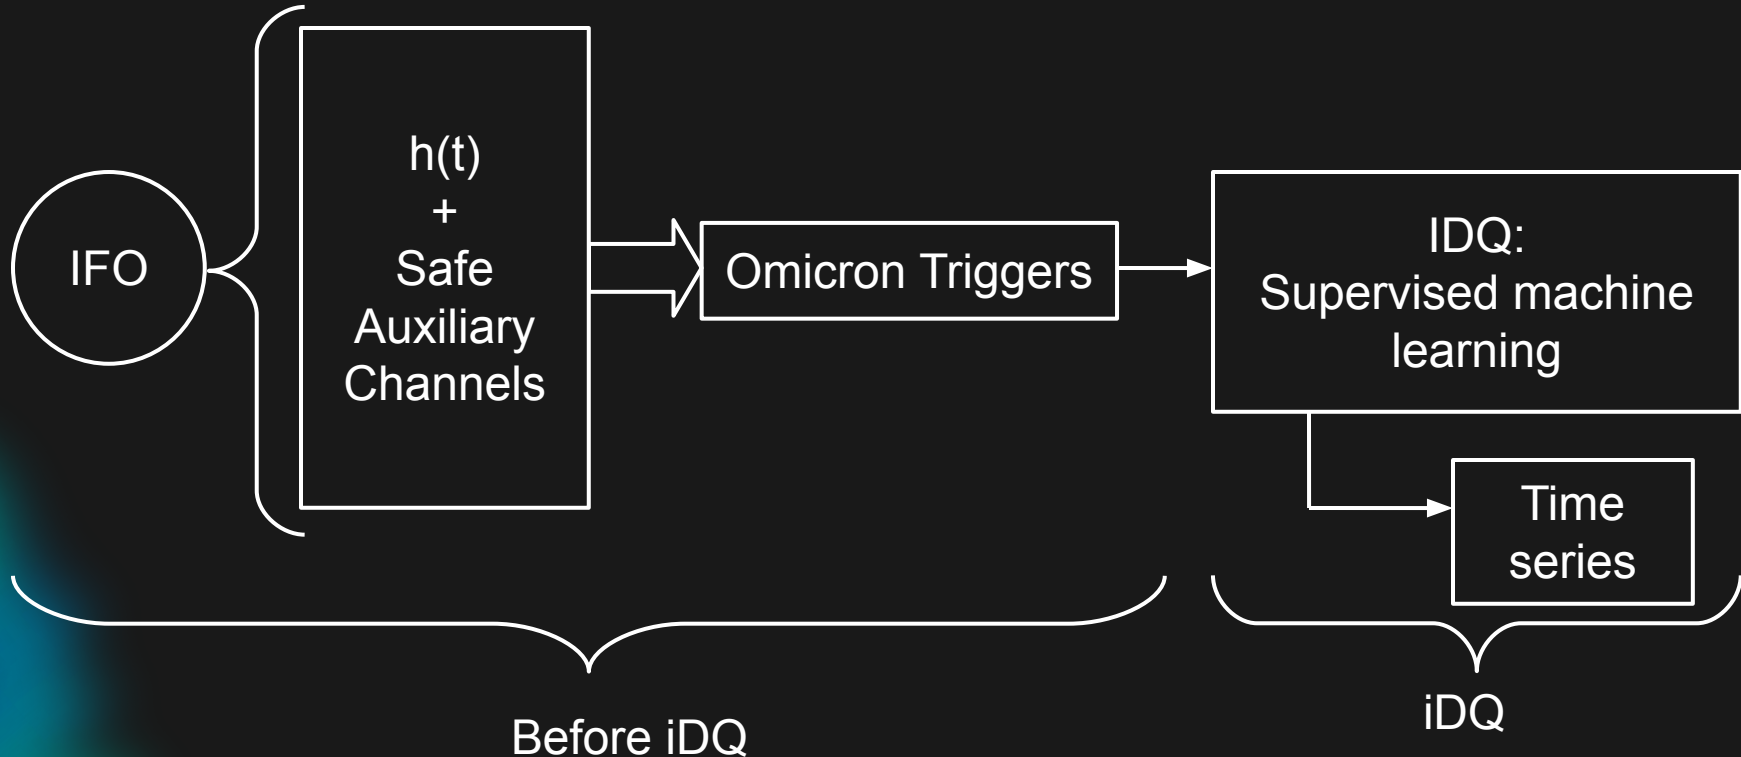 IFO
h(t)
+
Safe
Auxiliary
Channels
Omicron Triggers
IDQ:
Supervised machine
learning
Time
series
Before iDQ
iDQ